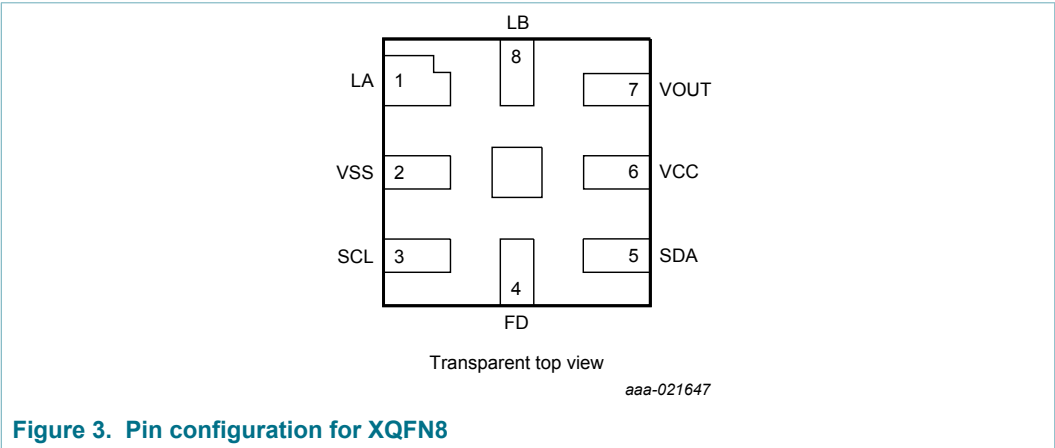 LB
8
LA 1
7 VOUT
VSS 2
6 VCC
SCL 3
5 SDA
4
FD
Transparent top view
aaa-021647
Figure 3. Pin configuration for XQFN8